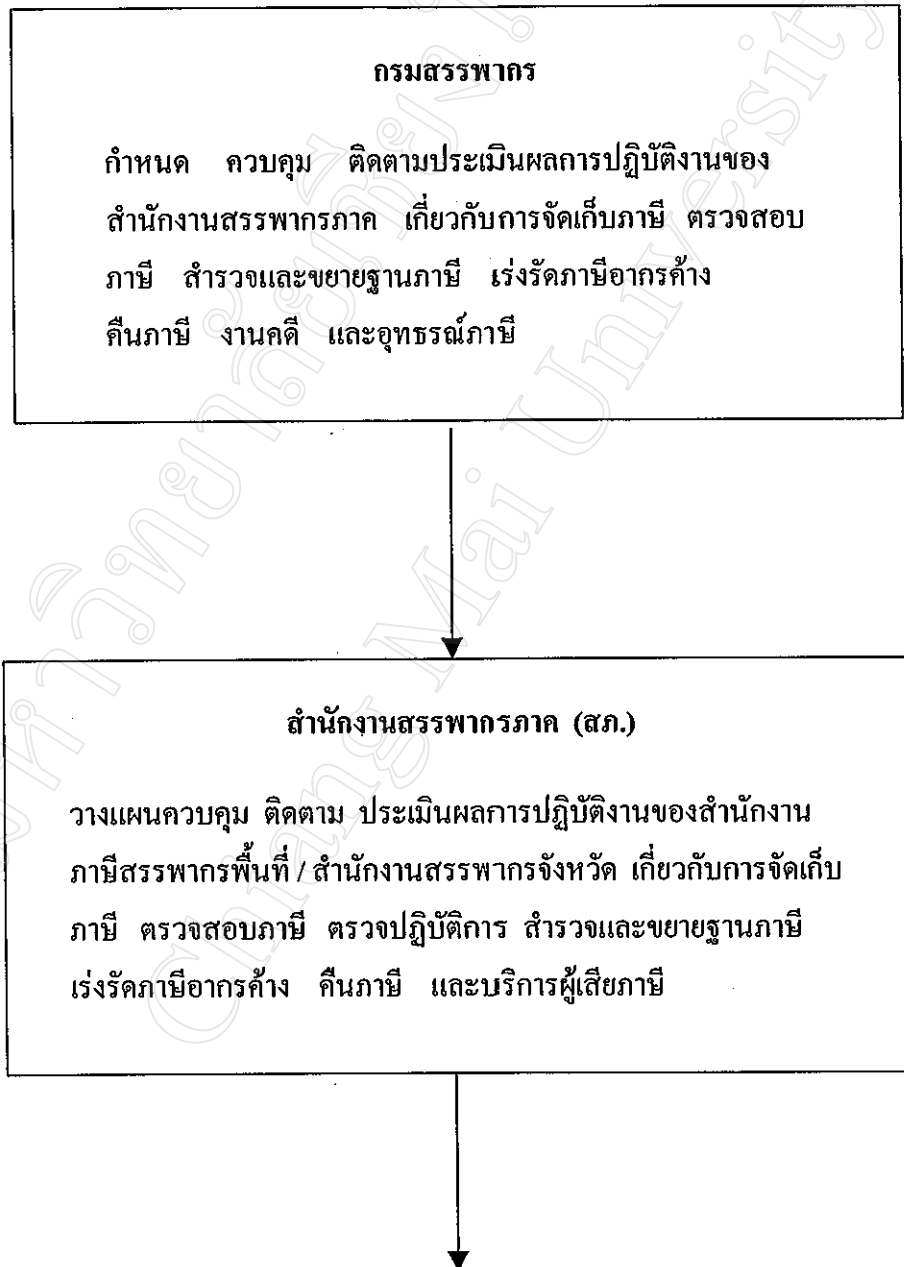 กรมสรรพากร
กำหนด ควบคุม ติดตามประเมินผลการปฏิบัติงานของ
สำนักงานสรรพากรภาค เกี่ยวกับการจัดเก็บภาษี ตรวจสอบ
ภาษี สำรวจและขยายฐานภาษี เร่งรัดภาษีอากรค้าง
คืนภาษี งานคดี และอุทธรณ์ภาษี
สำนักงานสรรพากรภาค (สภ.)
วางแผนควบคุม ติดตาม ประเมินผลการปฏิบัติงานของสำนักงาน
ภาษีสรรพากรพื้นที่ / สำนักงานสรรพากรจังหวัด เกี่ยวกับการจัดเก็บ
ภาษี ตรวจสอบภาษี ตรวจปฏิบัติการ สำรวจและขยายฐานภาษี
เร่งรัดภาษีอากรค้าง คืนภาษี และบริการผู้เสียภาษี
Chiang Mai University